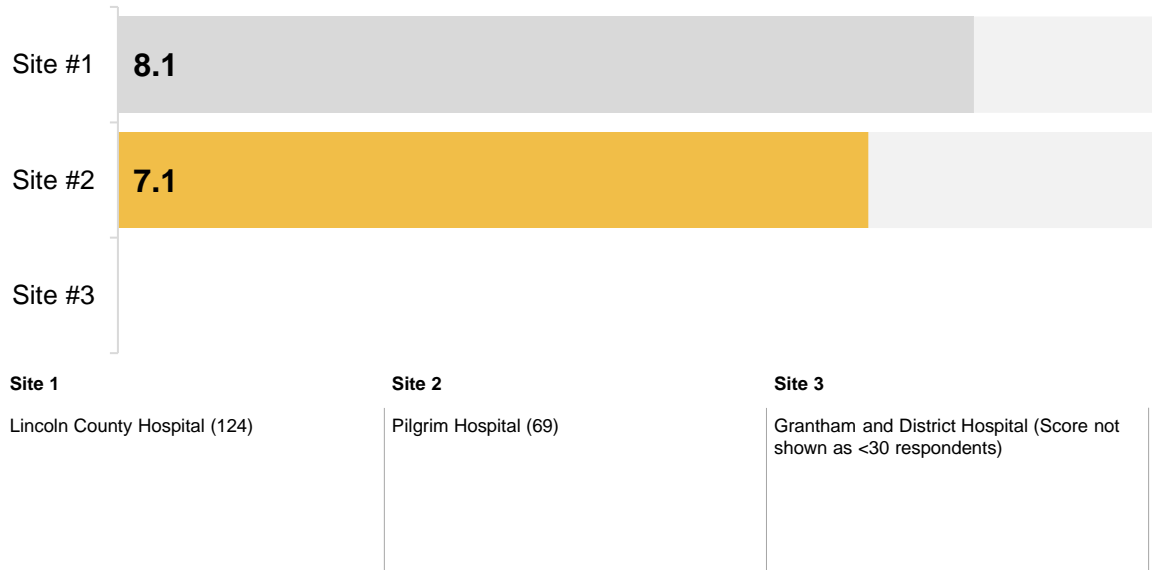 Site #1
8.1
Site #2
7.1
Site #3
Site 1
Site 2
Site 3
Lincoln County Hospital (124)
Pilgrim Hospital (69)
Grantham and District Hospital (Score not
shown as <30 respondents)